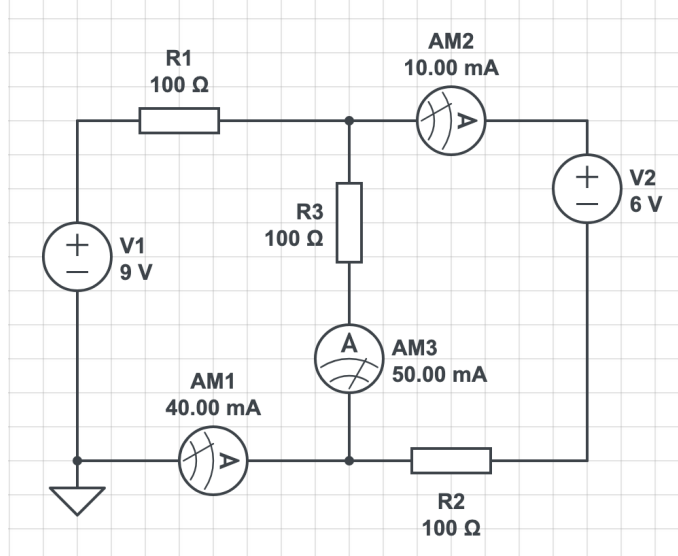 AM2
10.00 mA
R1
100 Ω
A
+
−
V2
6 V
R3
100 Ω
+
−
V1
9 V
A
AM3
50.00 mA
AM1
40.00 mA
A
R2
100 Ω